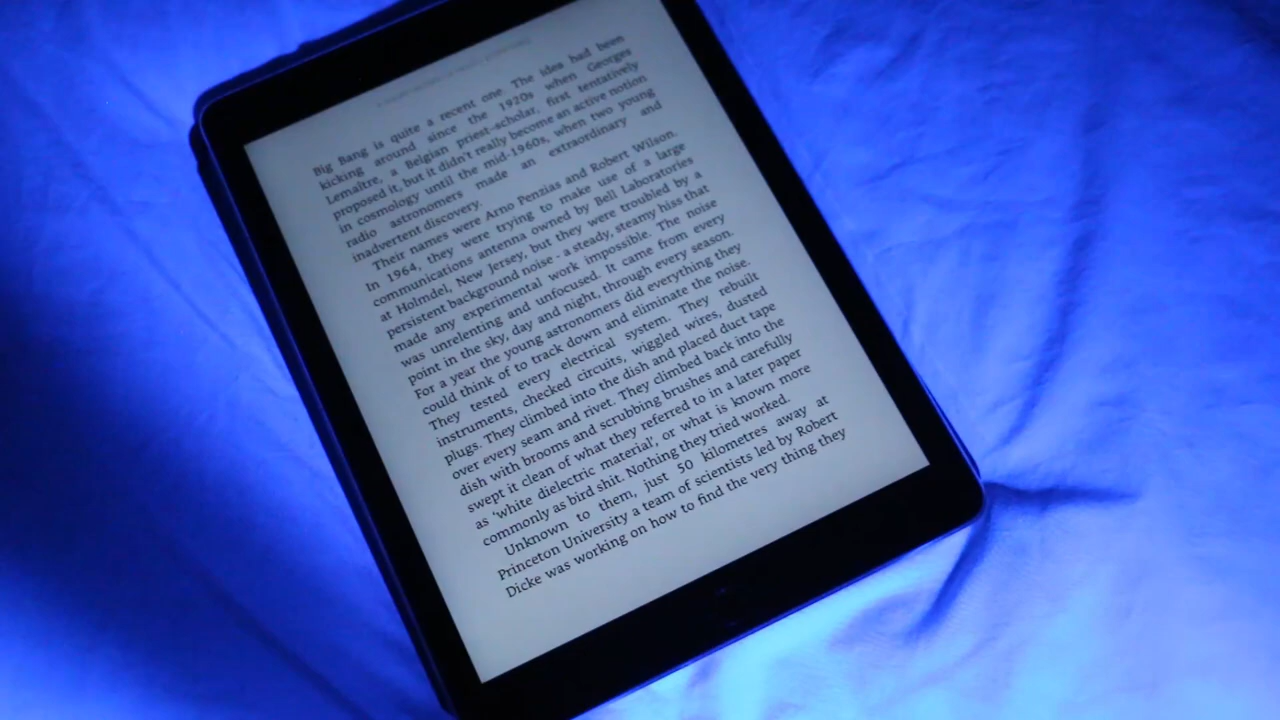 Big Bang is quite a recent one. The idea had been
kicking around since the 1920s when Georges
Lemaître, a Belgian priest-scholar, first tentatively
proposed it, but it didn't really become an active notion
in cosmology until the mid-1960s, when two young
radio astronomers made an extraordinary and
inadvertent discovery.
Their names were Arno Penzias and Robert Wilson.
In 1964, they were trying to make use of a large
communications antenna owned by Bell Laboratories
at Holmdel, New Jersey, but they were troubled by a
persistent background noise - a steady, steamy hiss that
made any experimental work impossible. The noise
was unrelenting and unfocused. It came from every
point in the sky, day and night, through every season.
For a year the young astronomers did everything they
could think of to track down and eliminate the noise.
They tested every electrical system. They rebuilt
instruments, checked circuits, wiggled wires, dusted
plugs. They climbed into the dish and placed duct tape
over every seam and rivet. They climbed back into the
dish with brooms and scrubbing brushes and carefully
swept it clean of what they referred to in a later paper
as 'white dielectric material', or what is known more
commonly as bird shit. Nothing they tried worked.
Unknown to them, just 50 kilometres away at
Princeton University a team of scientists led by Robert
Dicke was working on how to find the very thing they